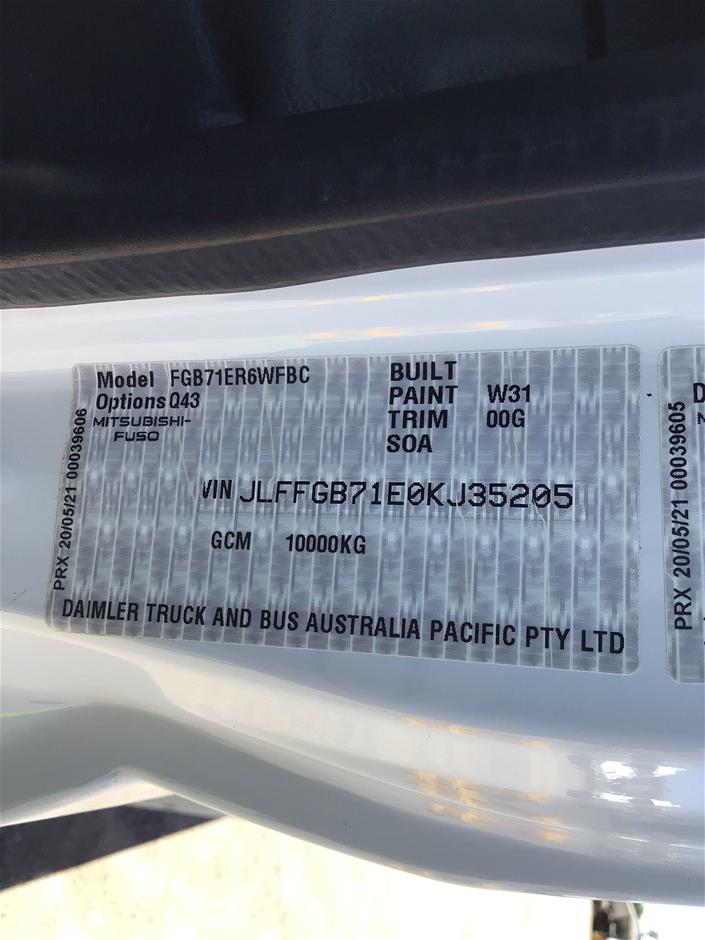 Model FGB71ER6WFBC
Options Q43
MITSUBISHI-
FUSO
BUILT
PAINT W31
TRIM 00G
SOA
VIN JLFFGB71E0KJ35205
GCM 10000KG
DAIMLER TRUCK AND BUS AUSTRALIA PACIFIC PTY LTD
PRX 20/05/21 00039606
PRX 20/05/21 00039605